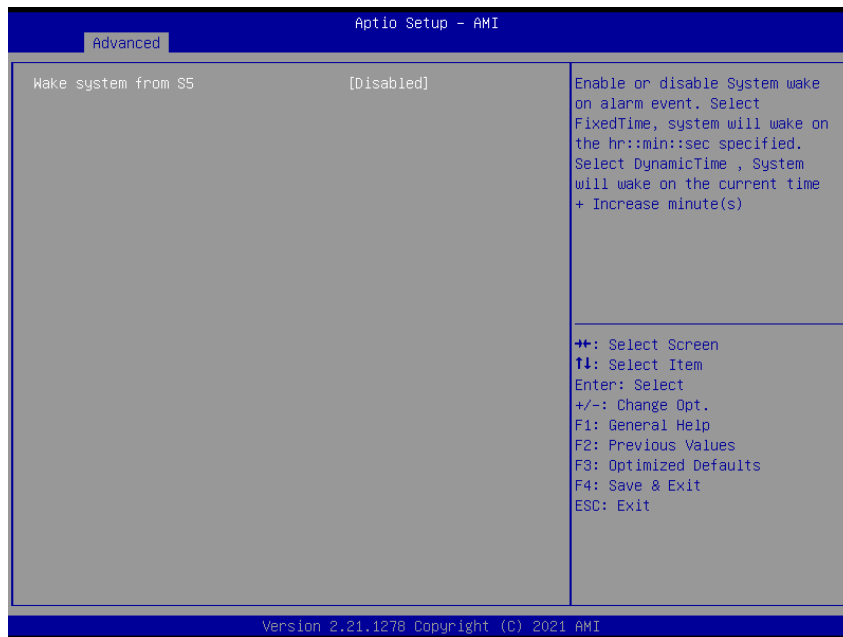 Aptio Setup – AMI
Advanced
Wake system from S5 [Disabled]
Enable or disable System wake
on alarm event. Select
FixedTime, system will wake on
the hr::min::sec specified.
Select DynamicTime , System
will wake on the current time
+ Increase minute(s)
→←: Select Screen
↑↓: Select Item
Enter: Select
+/-: Change Opt.
F1: General Help
F2: Previous Values
F3: Optimized Defaults
F4: Save & Exit
ESC: Exit
Version 2.21.1278 Copyright (C) 2021 AMI